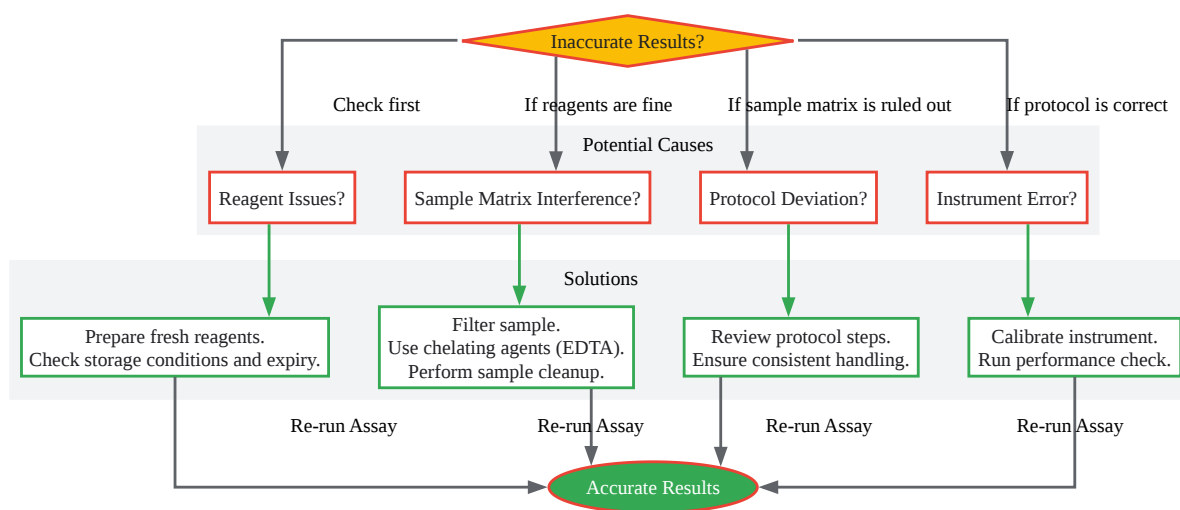 Inaccurate Results?
Check first
If reagents are fine
If sample matrix is ruled out
If protocol is correct
Potential Causes
Reagent Issues?
Sample Matrix Interference?
Protocol Deviation?
Instrument Error?
Solutions
Prepare fresh reagents.
Check storage conditions and expiry.
Filter sample.
Use chelating agents (EDTA).
Perform sample cleanup.
Review protocol steps.
Ensure consistent handling.
Calibrate instrument.
Run performance check.
Re-run Assay
Re-run Assay
Re-run Assay
Re-run Assay
Accurate Results